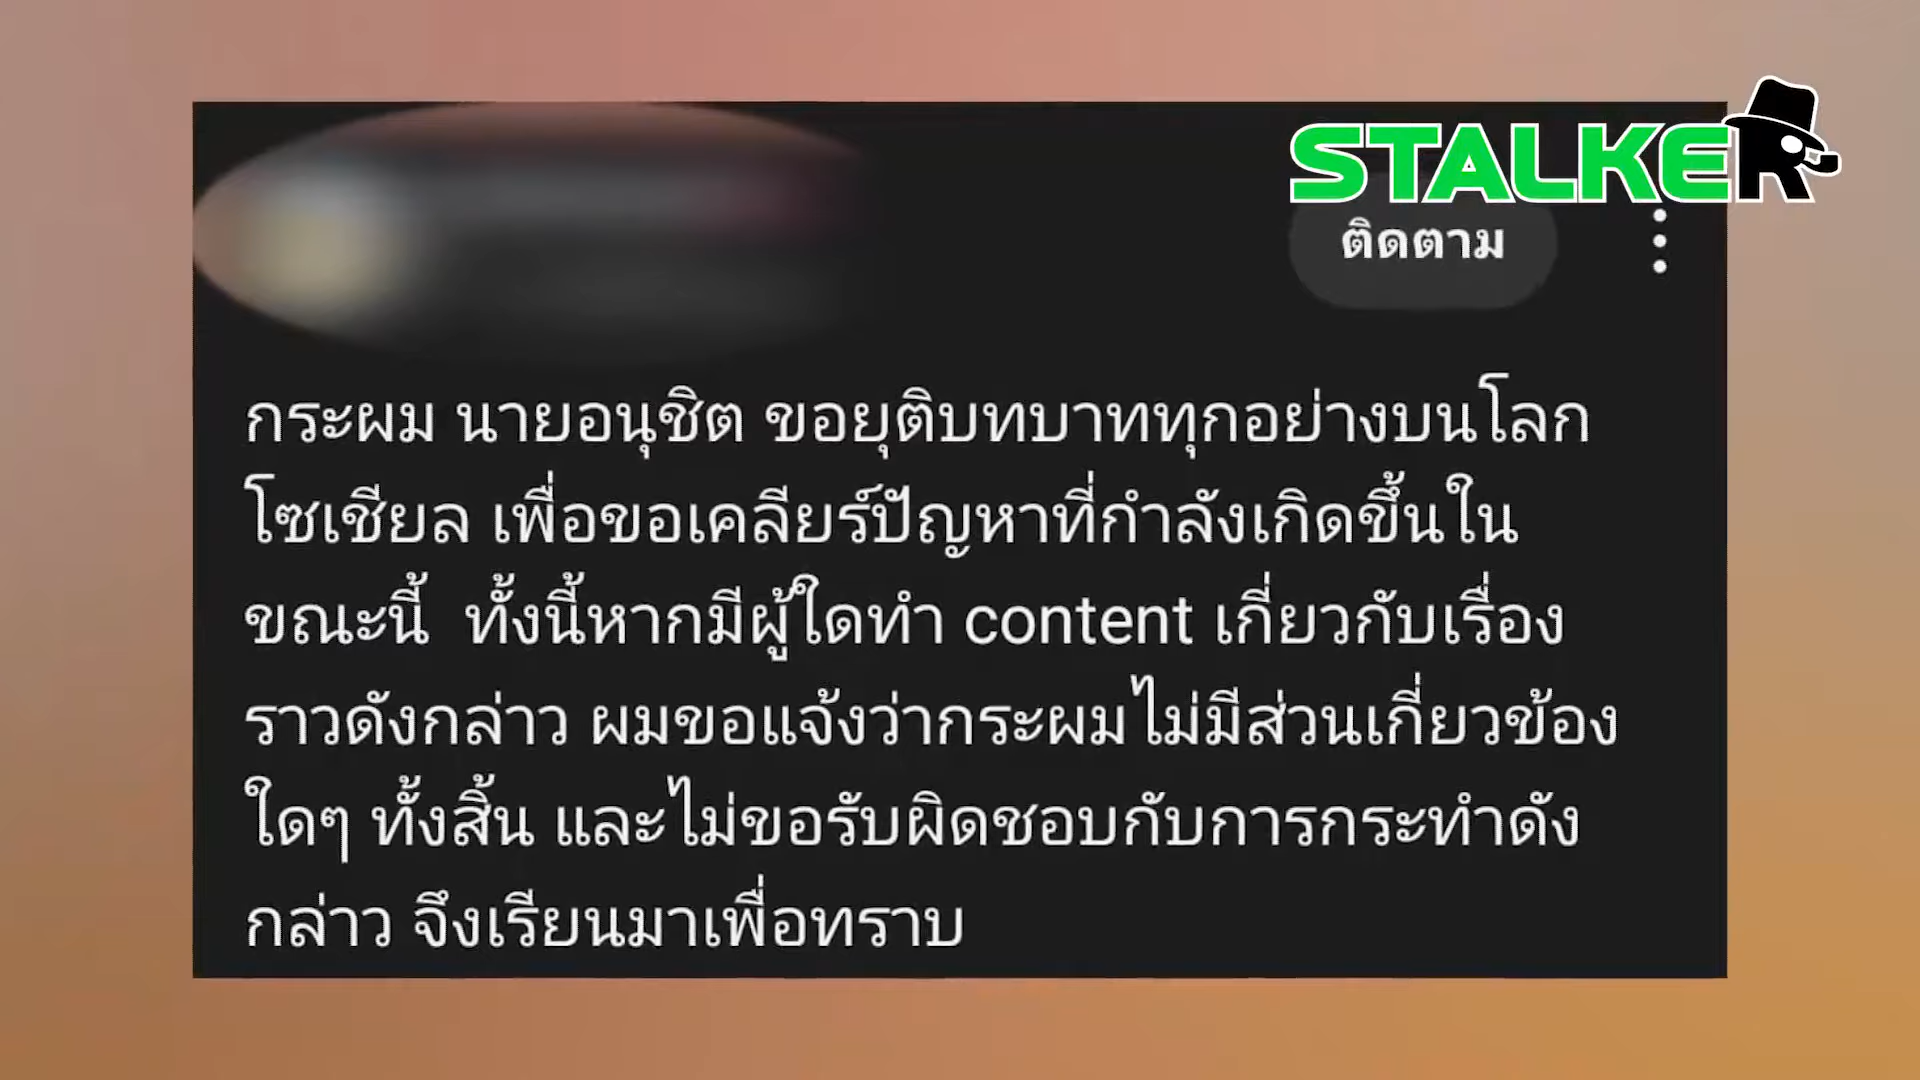 STALKER
ติดตาม
กระผม นายอนุชิต ขอยุติบทบาททุกอย่างบนโลก
โซเชียล เพื่อขอเคลียร์ปัญหาที่กำลังเกิดขึ้นใน
ขณะนี้  ทั้งนี้หากมีผู้ใดทำ content เกี่ยวกับเรื่อง
ราวดังกล่าว ผมขอแจ้งว่ากระผมไม่มีส่วนเกี่ยวข้อง
ใดๆ ทั้งสิ้น และไม่ขอรับผิดชอบกับการกระทำดัง
กล่าว จึงเรียนมาเพื่อทราบ